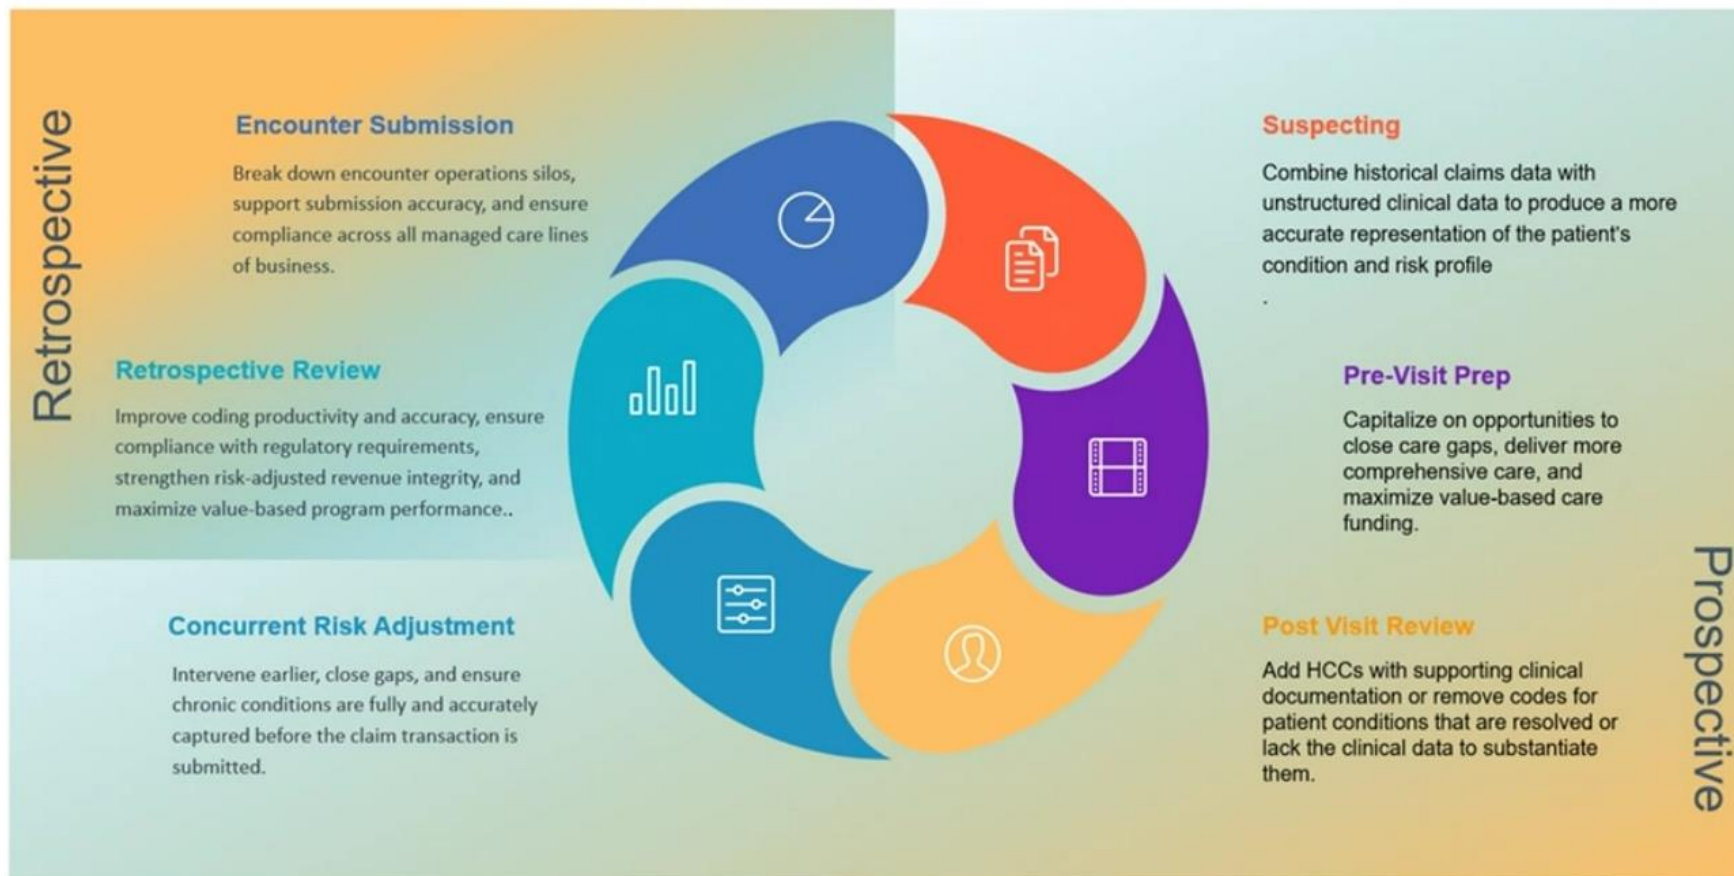 Retrospective
Encounter Submission
Break down encounter operations silos,
support submission accuracy, and ensure
compliance across all managed care lines
of business.
Retrospective Review
Improve coding productivity and accuracy, ensure
compliance with regulatory requirements,
strengthen risk-adjusted revenue integrity, and
maximize value-based program performance..
Concurrent Risk Adjustment
Intervene earlier, close gaps, and ensure
chronic conditions are fully and accurately
captured before the claim transaction is
submitted.
Suspecting
Combine historical claims data with
unstructured clinical data to produce a more
accurate representation of the patient's
condition and risk profile
.
Pre-Visit Prep
Capitalize on opportunities to
close care gaps, deliver more
comprehensive care, and
maximize value-based care
funding.
Post Visit Review
Add HCCs with supporting clinical
documentation or remove codes for
patient conditions that are resolved or
lack the clinical data to substantiate
them.
Prospective